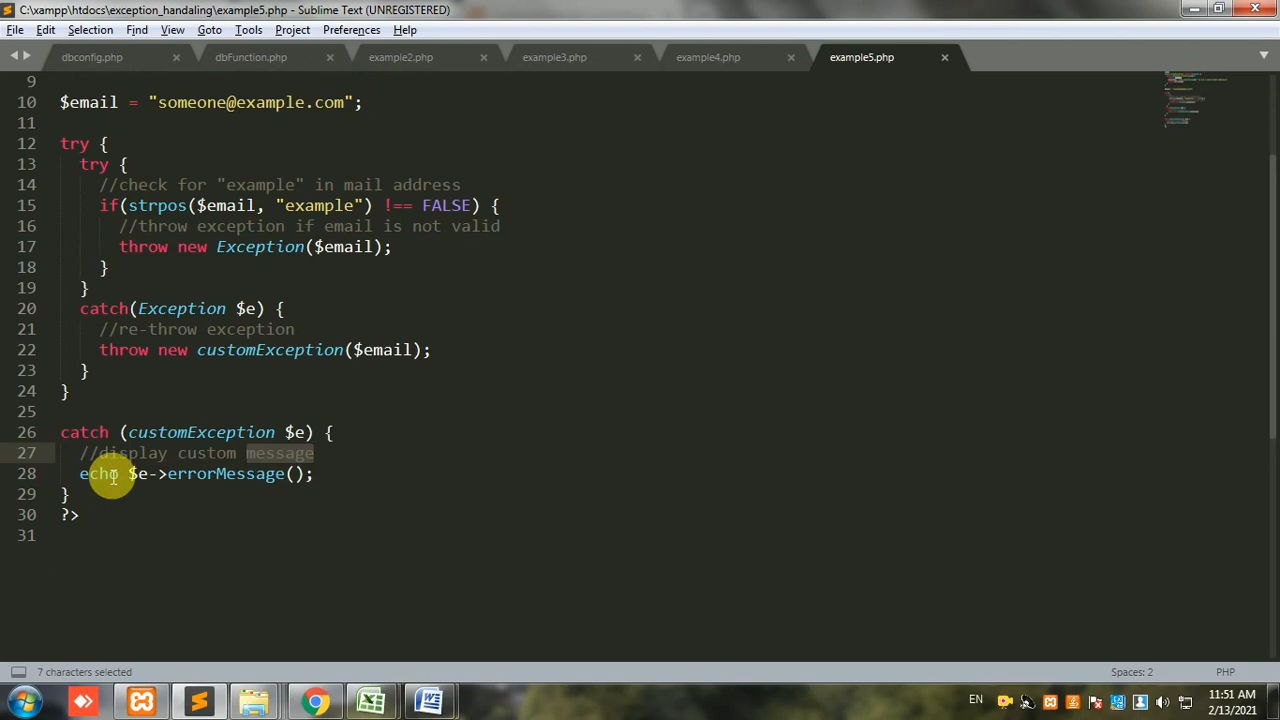 C:\xampp\htdocs\exception_handaling\example5.php - Sublime Text (UNREGISTERED)
File Edit Selection Find View Goto Tools Project Preferences Help
dbconfig.php dbFunction.php example2.php example3.php example4.php example5.php
9
10 $email = "someone@example.com";
11
12 try {
13 try {
14 //check for "example" in mail address
15 if(strpos($email, "example") !== FALSE) {
16 //throw exception if email is not valid
17 throw new Exception($email);
18 }
19 }
20 catch(Exception $e) {
21 //re-throw exception
22 throw new customException($email);
23 }
24 }
25
26 catch (customException $e) {
27 //display custom message
28 echo $e->errorMessage();
29 }
30 ?>
31
7 characters selected Spaces: 2 PHP
EN 11:51 AM
2/13/2021